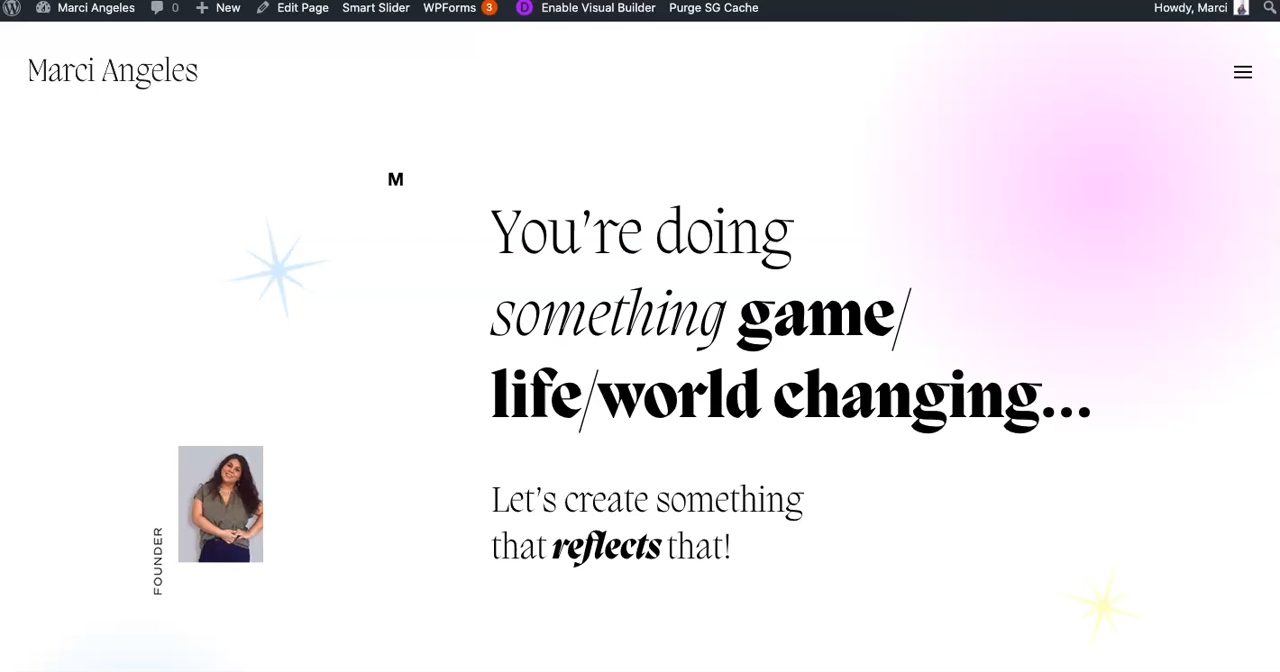 Marci Angeles 0 New Edit Page Smart Slider WPForms 3 D Enable Visual Builder Purge SG Cache Howdy, Marci
Marci Angeles
M
You’re doing
something game/
life/world changing...
Let’s create something
that reflects that!
FOUNDER